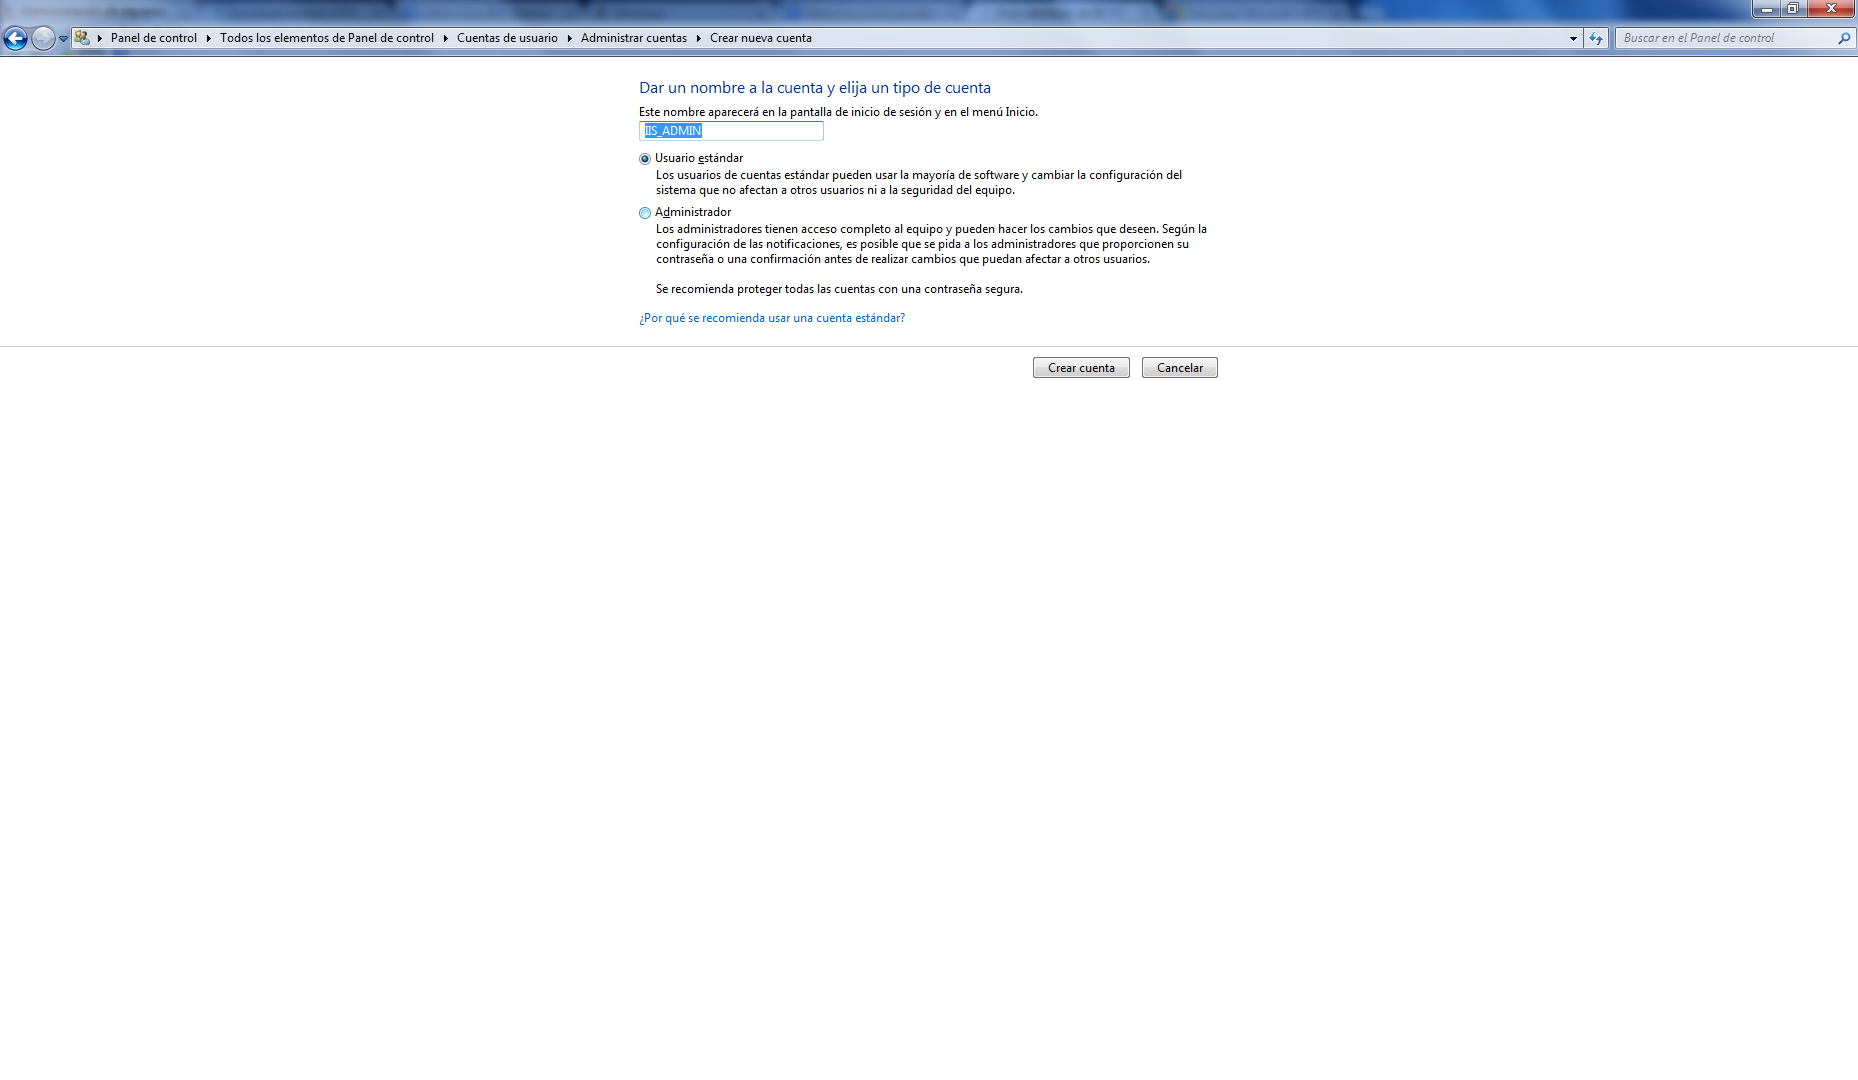 Panel de control Todos los elementos de Panel de control Cuentas de usuario Administrar cuentas Crear nueva cuenta Buscar en el Panel de control
Dar un nombre a la cuenta y elija un tipo de cuenta
Este nombre aparecerá en la pantalla de inicio de sesión y en el menú Inicio.
IIS_ADMIN
Usuario estándar
Los usuarios de cuentas estándar pueden usar la mayoría de software y cambiar la configuración del
sistema que no afectan a otros usuarios ni a la seguridad del equipo.
Administrador
Los administradores tienen acceso completo al equipo y pueden hacer los cambios que deseen. Según la
configuración de las notificaciones, es posible que se pida a los administradores que proporcionen su
contraseña o una confirmación antes de realizar cambios que puedan afectar a otros usuarios.
Se recomienda proteger todas las cuentas con una contraseña segura.
¿Por qué se recomienda usar una cuenta estándar?
Crear cuenta Cancelar